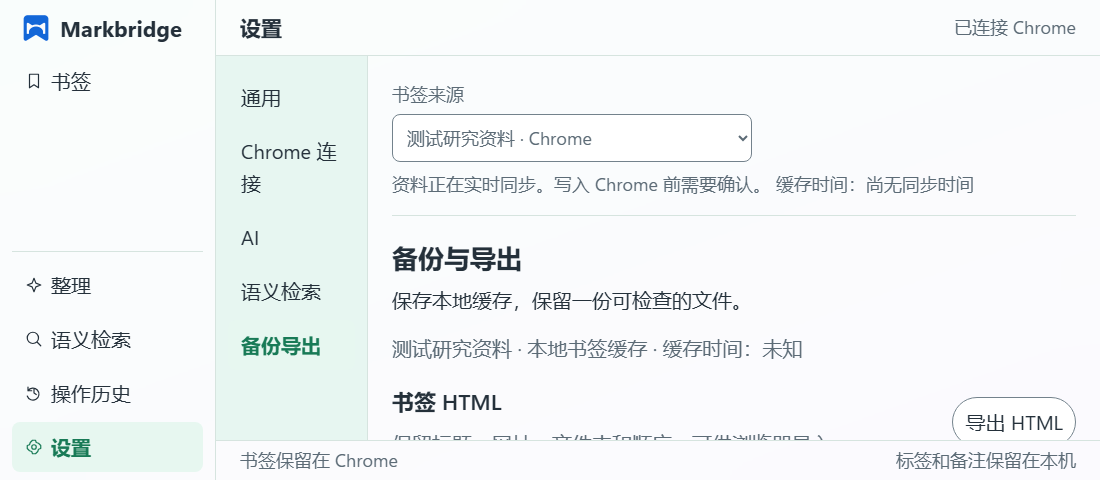 Markbridge
书签
整理
语义检索
操作历史
设置
设置
已连接 Chrome
通用
Chrome 连
接
AI
语义检索
备份导出
书签来源
测试研究资料 · Chrome
资料正在实时同步。写入 Chrome 前需要确认。 缓存时间：尚无同步时间
备份与导出
保存本地缓存，保留一份可检查的文件。
测试研究资料 · 本地书签缓存 · 缓存时间：未知
书签 HTML
导出 HTML
书签保留在 Chrome
标签和备注保留在本机